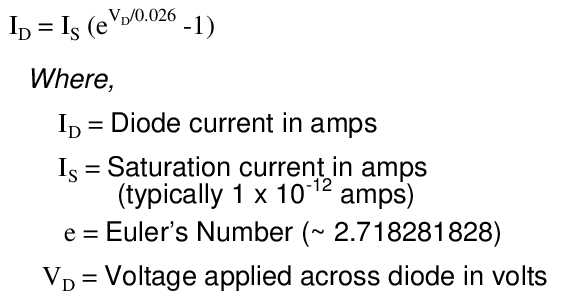 I_D = I_S (e^{V_D/0.026} -1)
Where,
I_D = Diode current in amps
I_S = Saturation current in amps
(typically 1 x 10^{-12} amps)
e = Euler's Number (~ 2.718281828)
V_D = Voltage applied across diode in volts